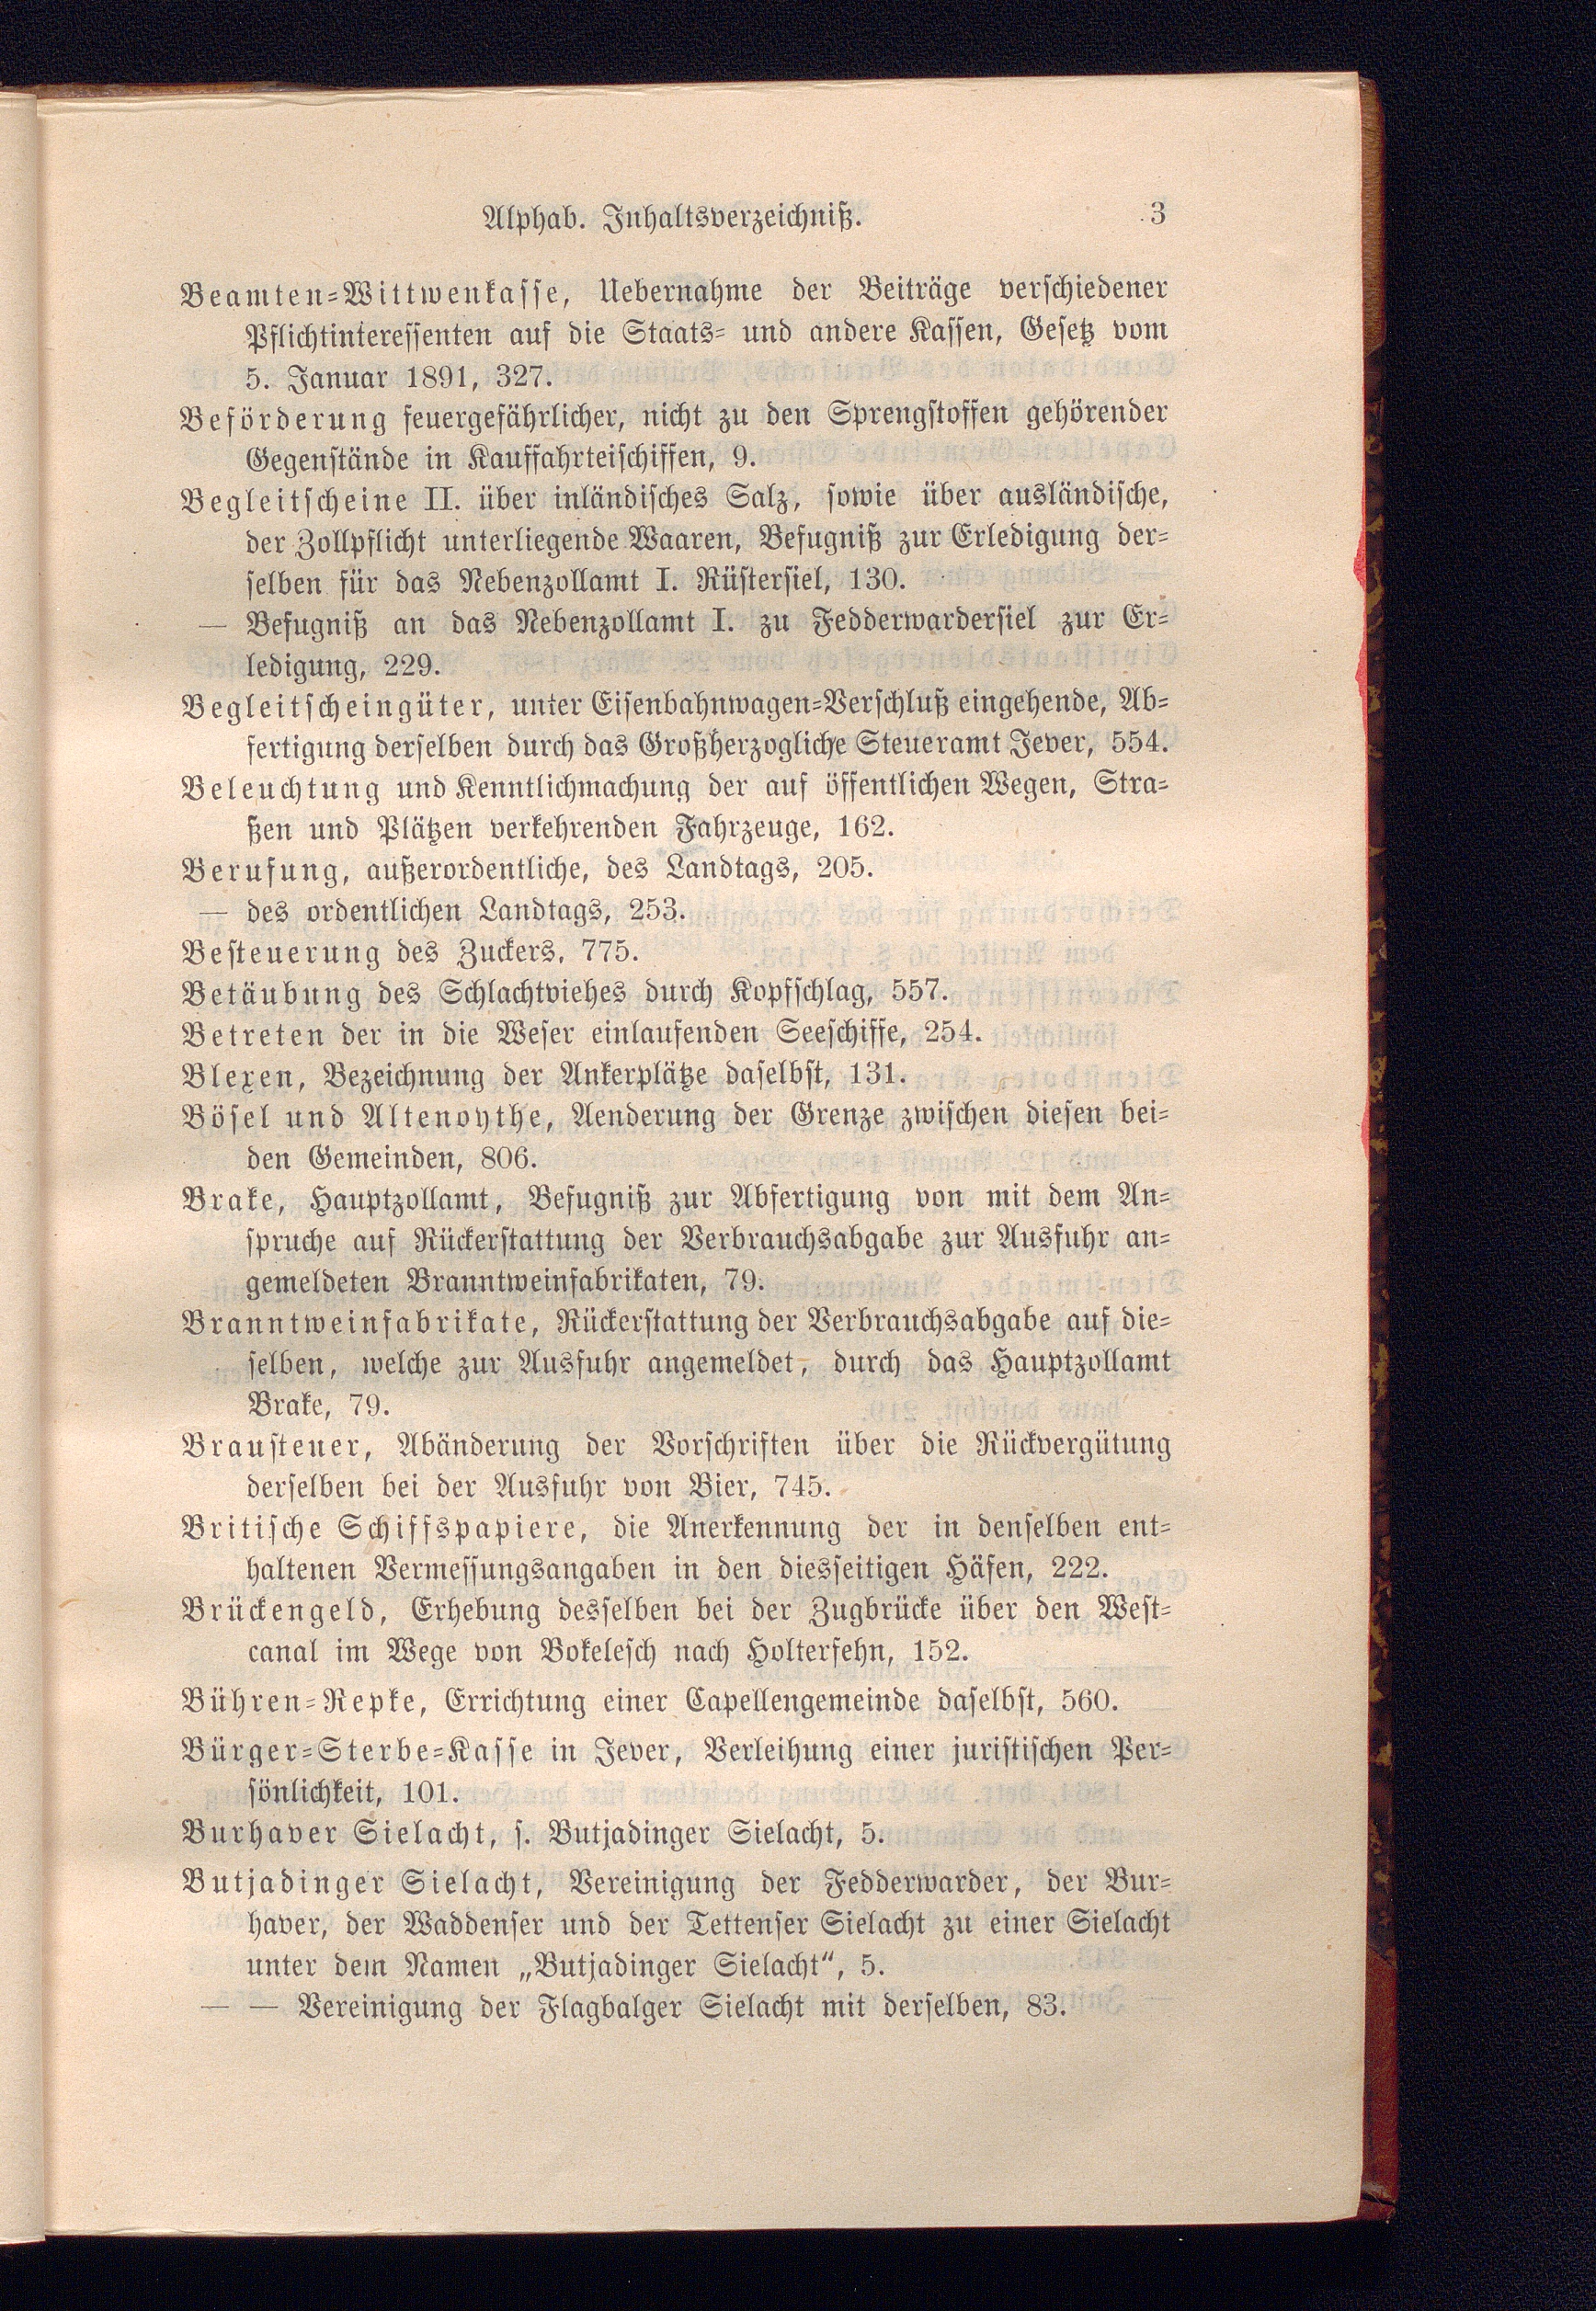 Alphab. Inhaltsverzeichniß. 3
Beamten-Wittwenkasse, Uebernahme der Beiträge verschiedener
Pflichtinteressenten auf die Staats- und andere Kassen, Gesetz vom
5. Januar 1891, 327.
Beförderung feuergefährlicher, nicht zu den Sprengstoffen gehörender
Gegenstände in Kauffahrteischiffen, 9.
Begleitscheine II. über inländisches Salz, sowie über ausländische,
der Zollpflicht unterliegende Waaren, Befugniß zur Erledigung der-
selben für das Nebenzollamt I. Rüstersiel, 130.
— Befugniß an das Nebenzollamt I. zu Fedderwardersiel zur Er-
ledigung, 229.
Begleitscheingüter, unter Eisenbahnwagen-Verschluß eingehende, Ab-
fertigung derselben durch das Großherzogliche Steueramt Jever, 554.
Beleuchtung und Kenntlichmachung der auf öffentlichen Wegen, Stra-
ßen und Plätzen verkehrenden Fahrzeuge, 162.
Berufung, außerordentliche, des Landtags, 205.
— des ordentlichen Landtags, 253.
Besteuerung des Zuckers, 775.
Betäubung des Schlachtviehes durch Kopfschlag, 557.
Betreten der in die Weser einlaufenden Seeschiffe, 254.
Blexen, Bezeichnung der Ankerplätze daselbst, 131.
Bösel und Altenoythe, Aenderung der Grenze zwischen diesen bei-
den Gemeinden, 806.
Brake, Hauptzollamt, Befugniß zur Abfertigung von mit dem An-
spruche auf Rückerstattung der Verbrauchsabgabe zur Ausfuhr an-
gemeldeten Branntweinfabrikaten, 79.
Branntweinfabrikate, Rückerstattung der Verbrauchsabgabe auf die-
selben, welche zur Ausfuhr angemeldet, durch das Hauptzollamt
Brake, 79.
Brausteuer, Abänderung der Vorschriften über die Rückvergütung
derselben bei der Ausfuhr von Bier, 745.
Britische Schiffspapiere, die Anerkennung der in denselben ent-
haltenen Vermessungsangaben in den diesseitigen Häfen, 222.
Brückengeld, Erhebung desselben bei der Zugbrücke über den West-
canal im Wege von Bokelesch nach Holterfehn, 152.
Bühren-Repke, Errichtung einer Capellengemeinde daselbst, 560.
Bürger-Sterbe-Kasse in Jever, Verleihung einer juristischen Per-
sönlichkeit, 101.
Burhaver Sielacht, s. Butjadinger Sielacht, 5.
Butjadinger Sielacht, Vereinigung der Fedderwarder, der Bur-
haver, der Waddenser und der Tettenser Sielacht zu einer Sielacht
unter dem Namen „Butjadinger Sielacht“, 5.
— — Vereinigung der Flagbalger Sielacht mit derselben, 83.